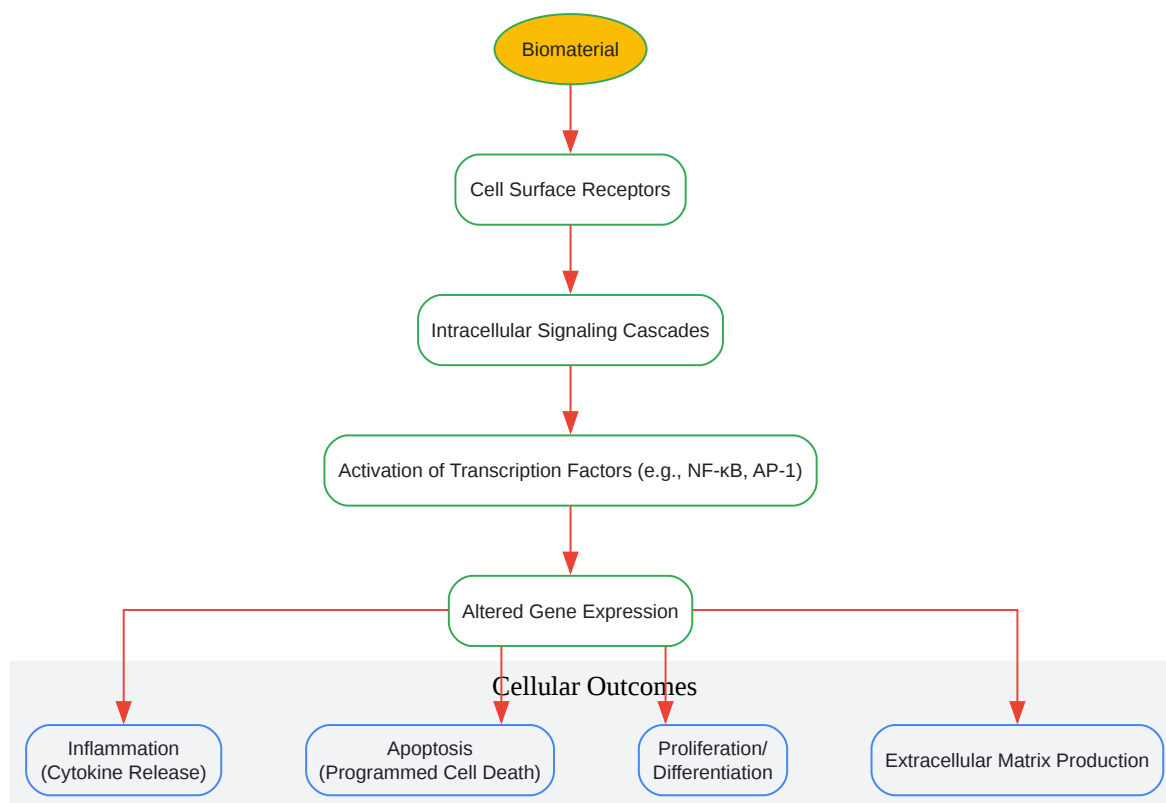 Biomaterial
Cell Surface Receptors
Intracellular Signaling Cascades
Activation of Transcription Factors (e.g., NF-κB, AP-1)
Altered Gene Expression
Cellular Outcomes
Inflammation
(Cytokine Release)
Apoptosis
(Programmed Cell Death)
Proliferation/
Differentiation
Extracellular Matrix Production